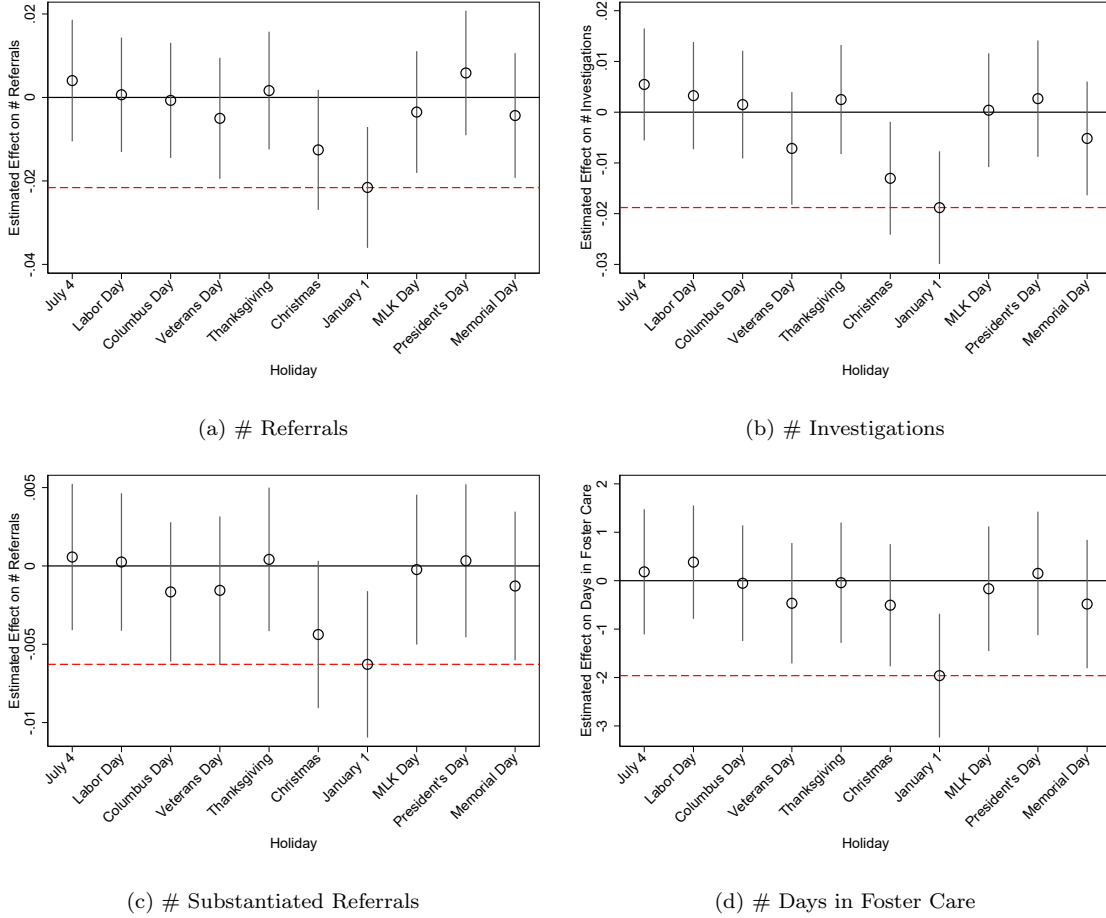 Estimated Effect on # Referrals
.02
0
-.02
-.04
July 4
Labor Day
Columbus Day
Veterans Day
Thanksgiving
Christmas
January 1
MLK Day
President's Day
Memorial Day
Holiday
(a) # Referrals
Estimated Effect on # Investigations
.02
.01
0
-.01
-.02
-.03
July 4
Labor Day
Columbus Day
Veterans Day
Thanksgiving
Christmas
January 1
MLK Day
President's Day
Memorial Day
Holiday
(b) # Investigations
Estimated Effect on # Referrals
.005
0
-.005
-.01
July 4
Labor Day
Columbus Day
Veterans Day
Thanksgiving
Christmas
January 1
MLK Day
President's Day
Memorial Day
Holiday
(c) # Substantiated Referrals
Estimated Effect on Days in Foster Care
2
1
0
-1
-2
-3
July 4
Labor Day
Columbus Day
Veterans Day
Thanksgiving
Christmas
January 1
MLK Day
President's Day
Memorial Day
Holiday
(d) # Days in Foster Care